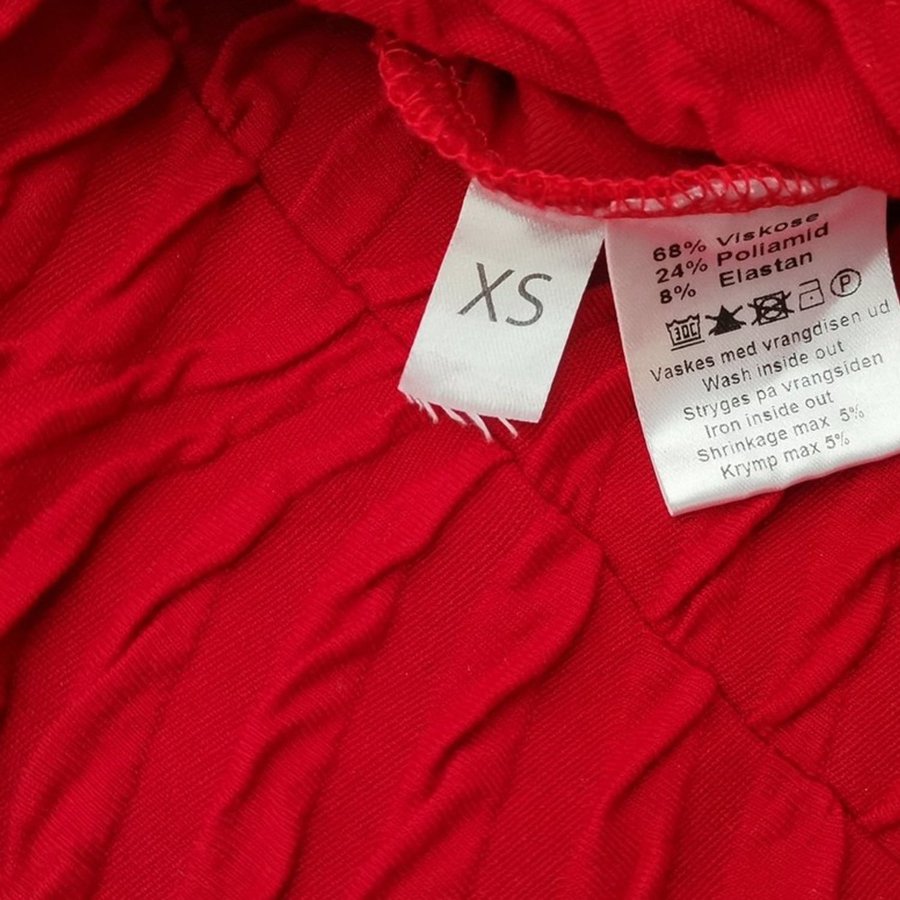 XS
68% Viskose
24% Poliamid
8% Elastan
30C P
Vaskes med vrangdisen ud
Wash inside out
Stryges pa vrangsiden
Iron inside out
Shrinkage max 5%
Krymp max 5%